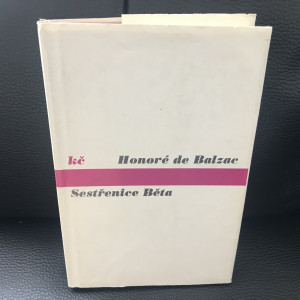 kč Honoré de Balzac
Sestřenice Běta